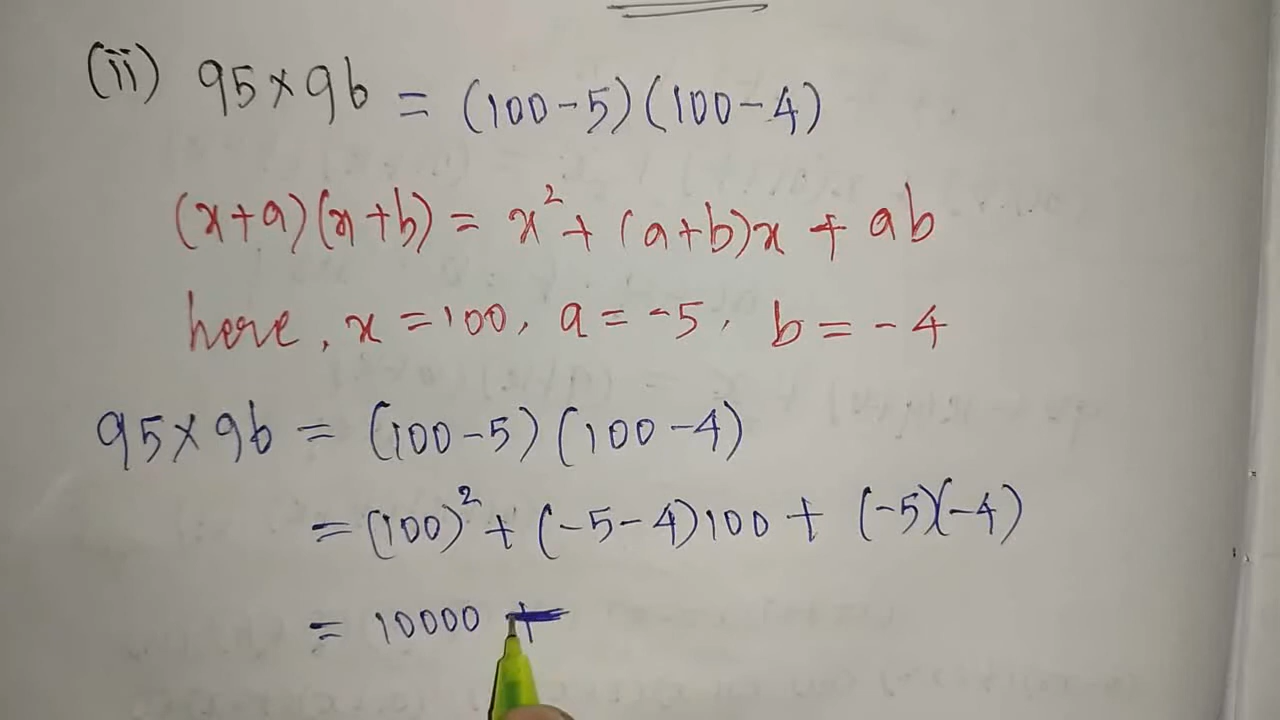 (ii) 95×96 = (100-5)(100-4)
(x+a)(x+b) = x² + (a+b)x + ab
here, x = 100, a = -5, b = -4
95×96 = (100-5)(100-4)
= (100)² + (-5-4)100 + (-5)(-4)
= 10000 +